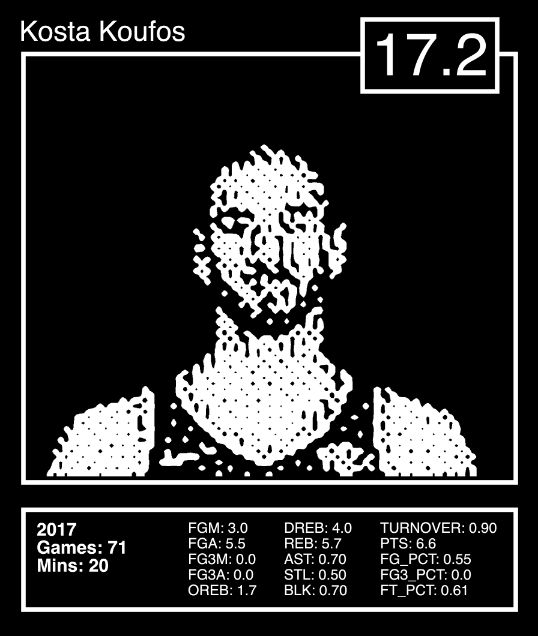 Kosta Koufos
17.2
2017
Games: 71
Mins: 20
FGM: 3.0
FGA: 5.5
FG3M: 0.0
FG3A: 0.0
OREB: 1.7
DREB: 4.0
REB: 5.7
AST: 0.70
STL: 0.50
BLK: 0.70
TURNOVER: 0.90
PTS: 6.6
FG_PCT: 0.55
FG3_PCT: 0.0
FT_PCT: 0.61